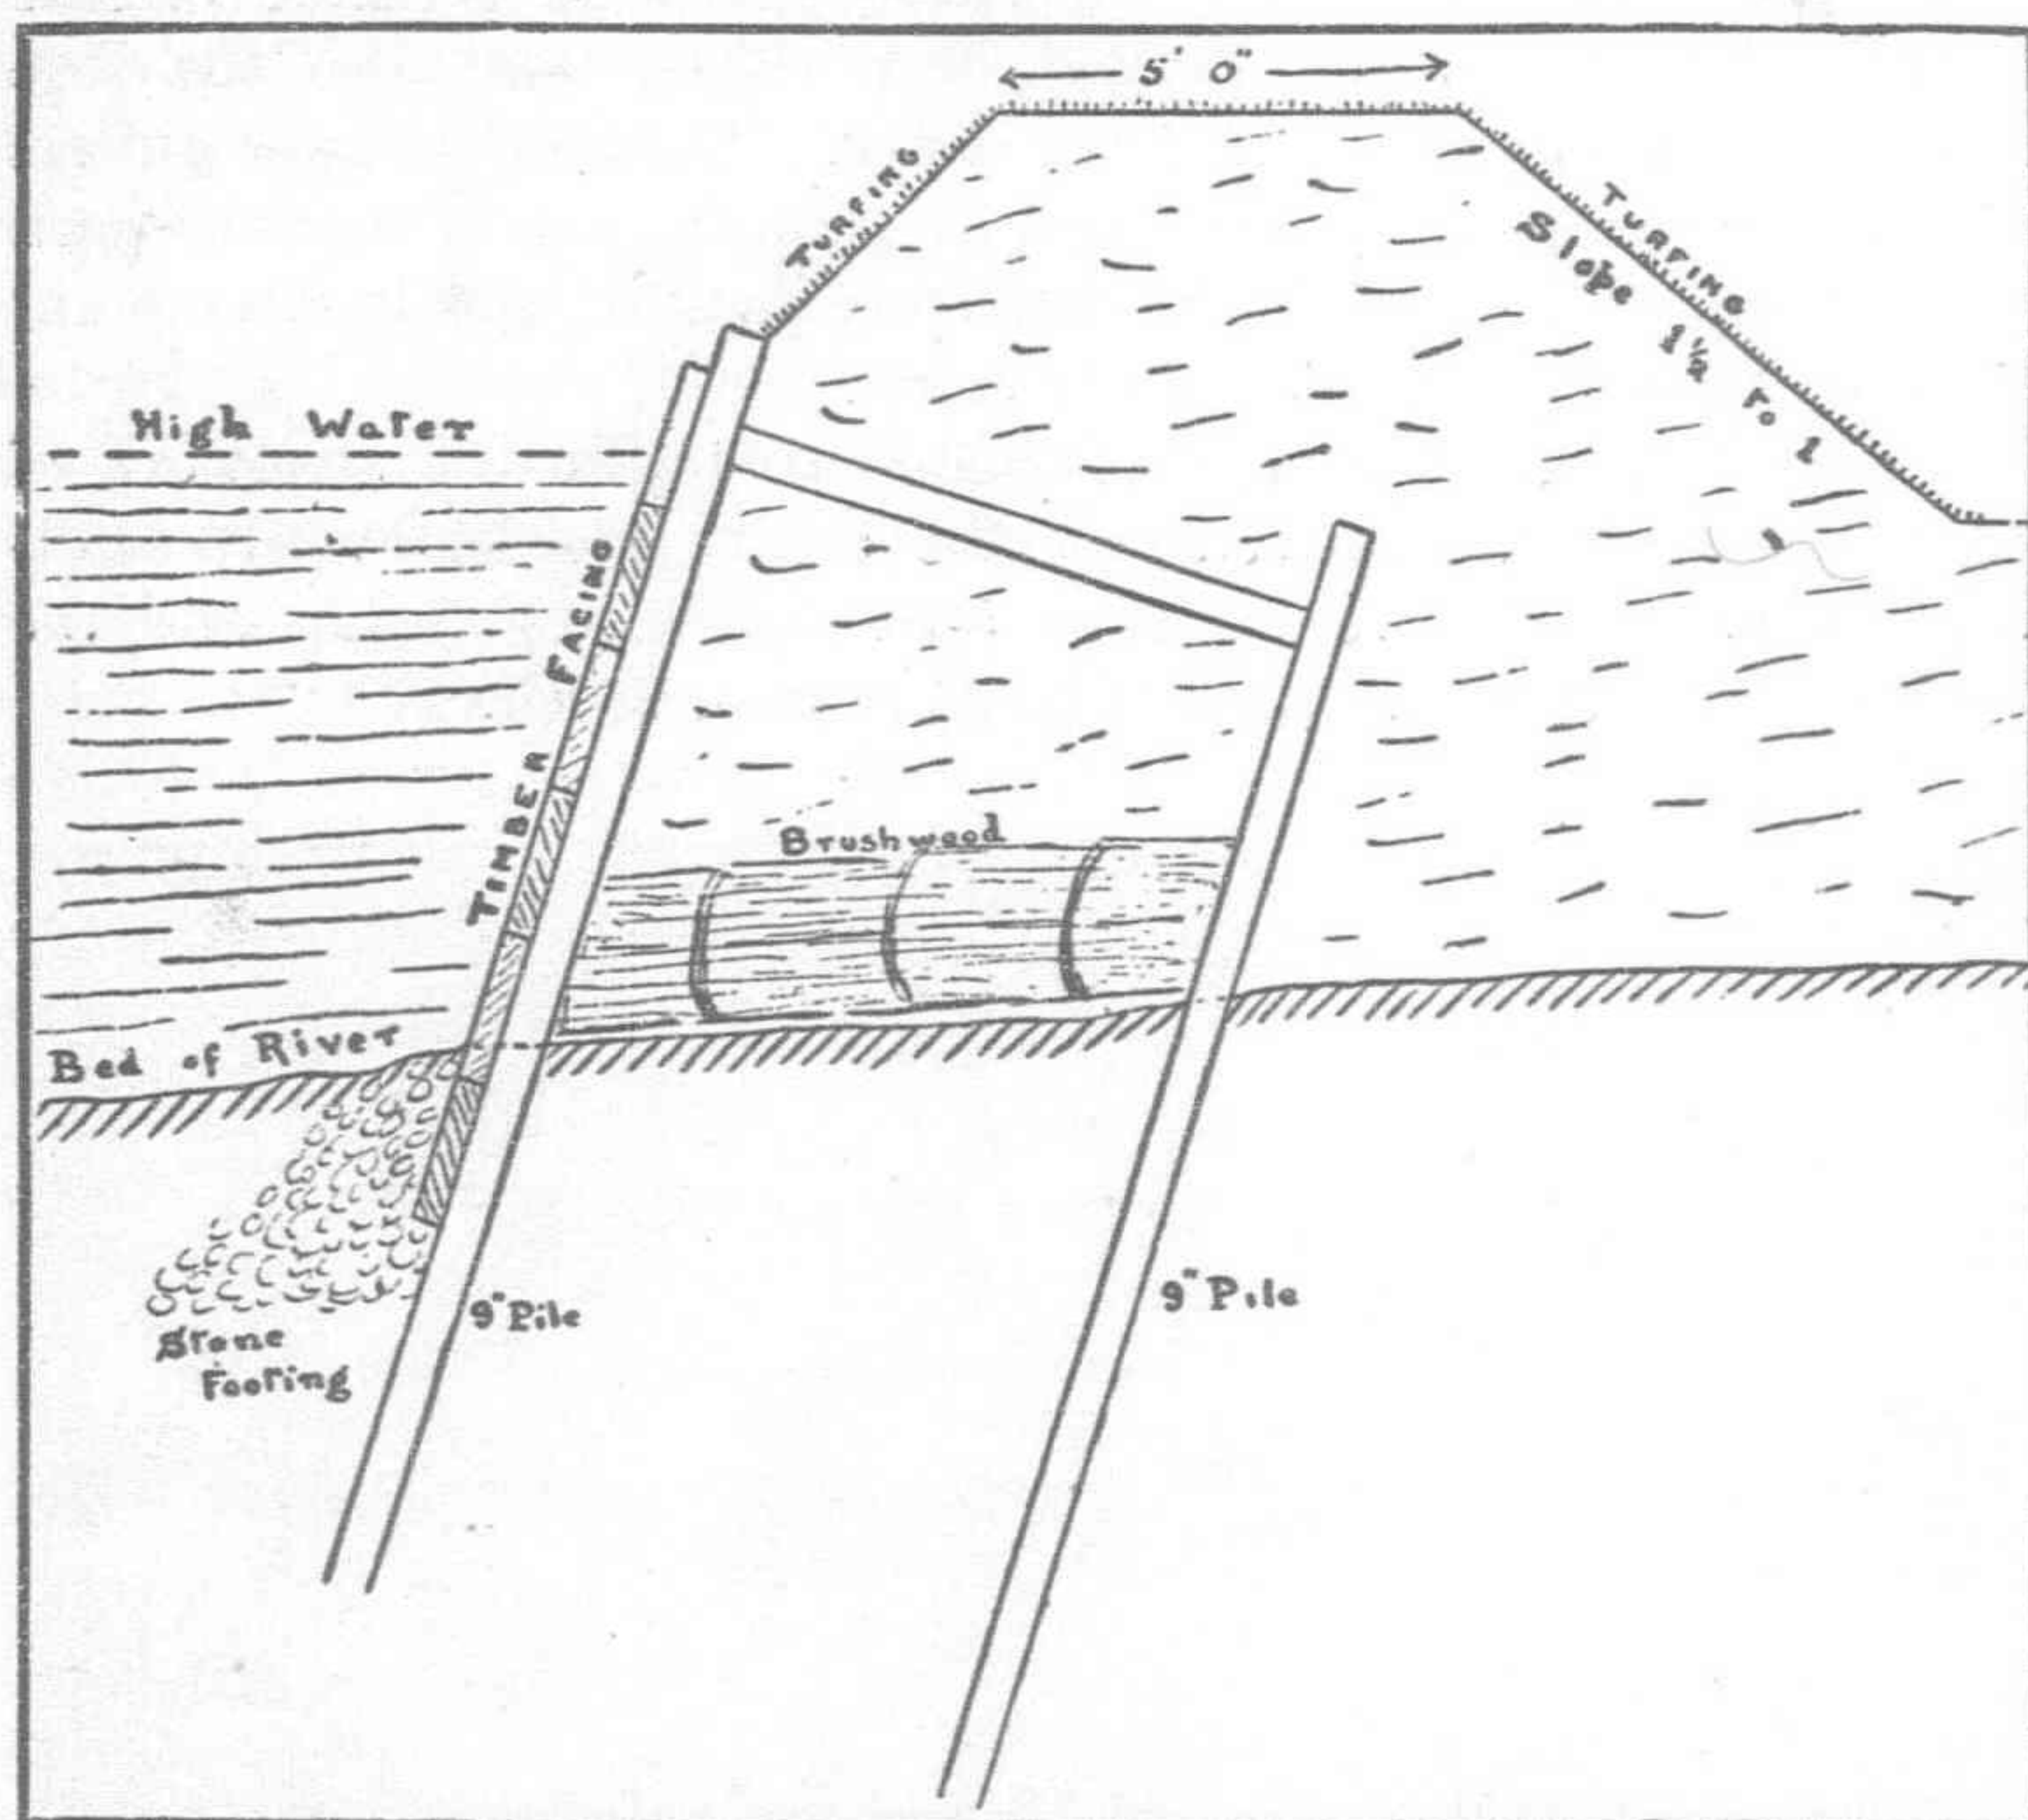 5' 0"
TURFING
TURFING
Slope 1½ to 1
High Water
TIMBER FACING
Brushwood
Bed of River
9" Pile
9" Pile
Stone
Footing